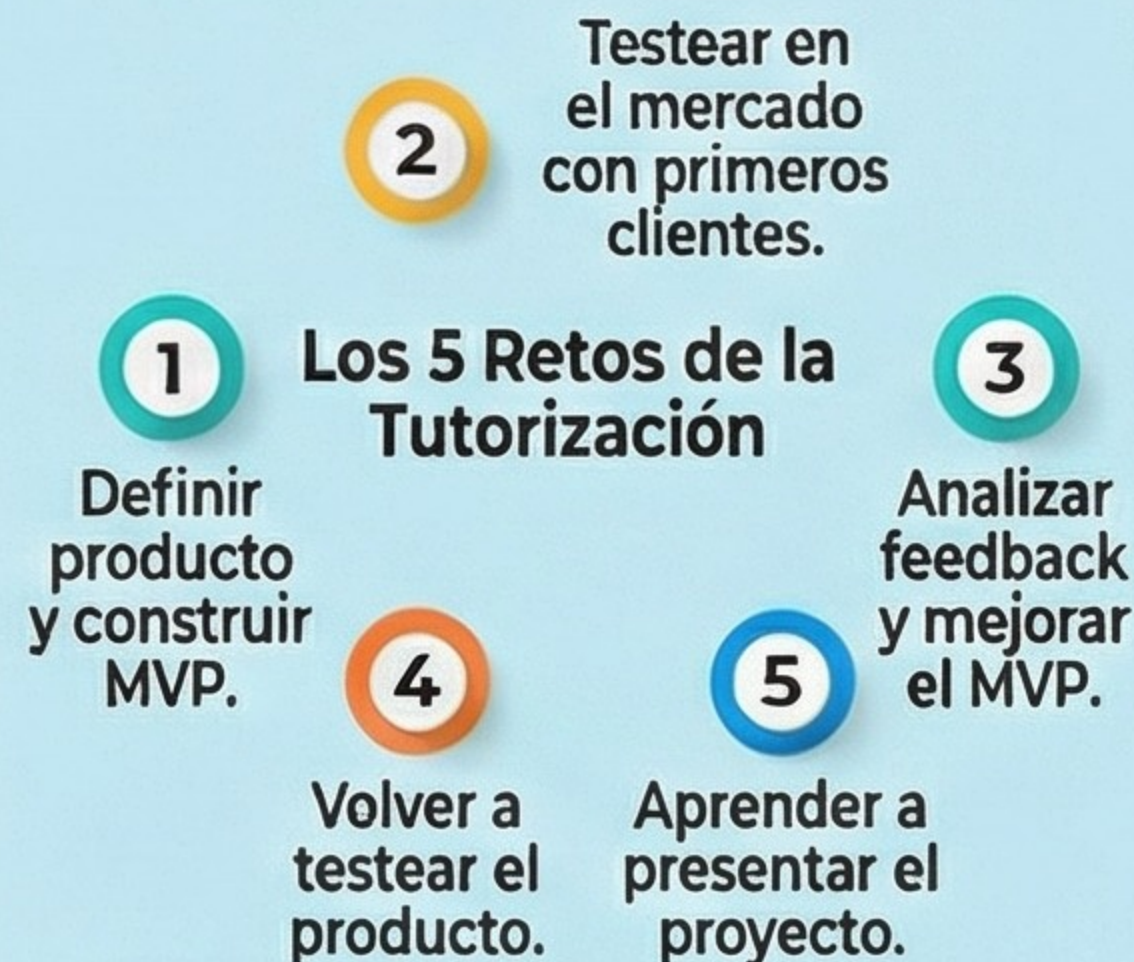 Los 5 Retos de la
Tutorización
1
Definir
producto
y construir
MVP.
2
Testear en
el mercado
con primeros
clientes.
3
Analizar
feedback
y mejorar
el MVP.
4
Volver a
testear el
producto.
5
Aprender a
presentar el
proyecto.